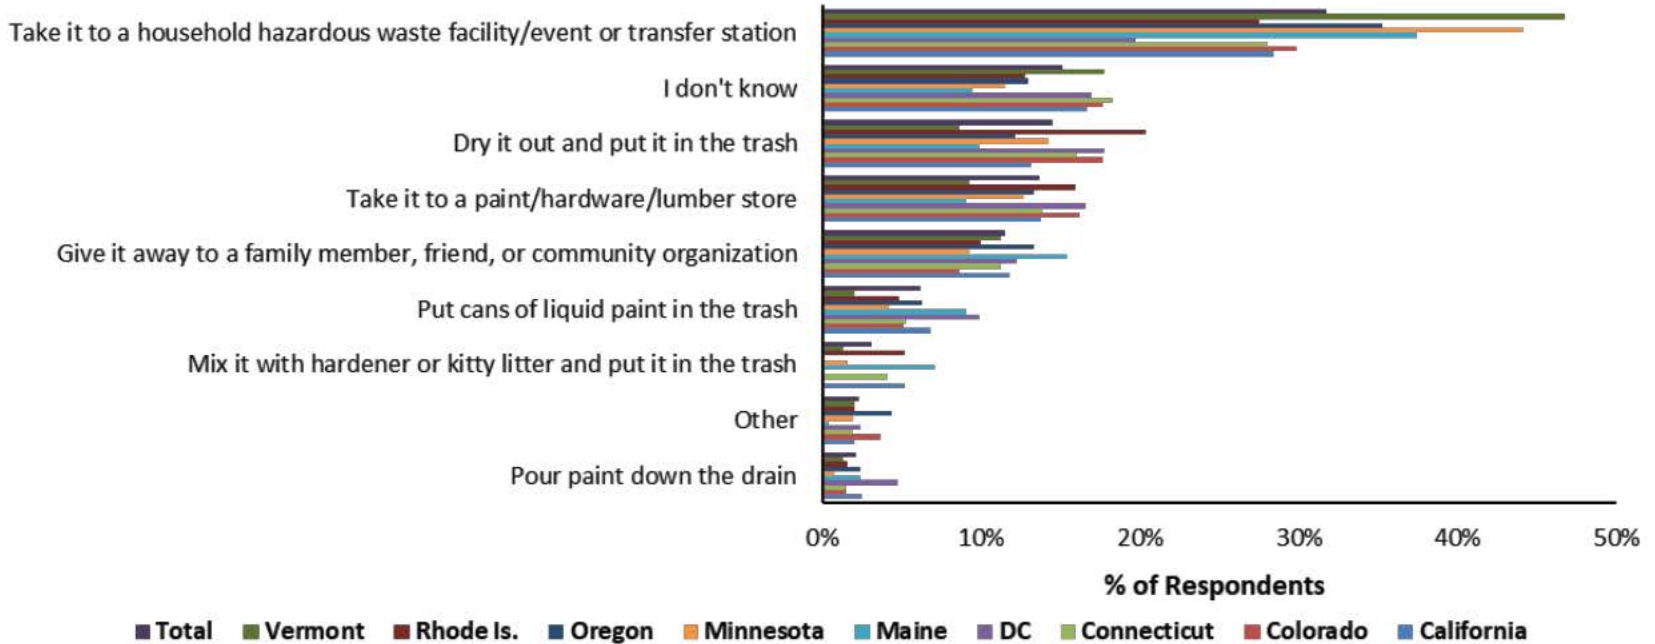 Take it to a household hazardous waste facility/event or transfer station
I don't know
Dry it out and put it in the trash
Take it to a paint/hardware/lumber store
Give it away to a family member, friend, or community organization
Put cans of liquid paint in the trash
Mix it with hardener or kitty litter and put it in the trash
Other
Pour paint down the drain
0% 10% 20% 30% 40% 50%
% of Respondents
Total Vermont Rhode Is. Oregon Minnesota Maine DC Connecticut Colorado California